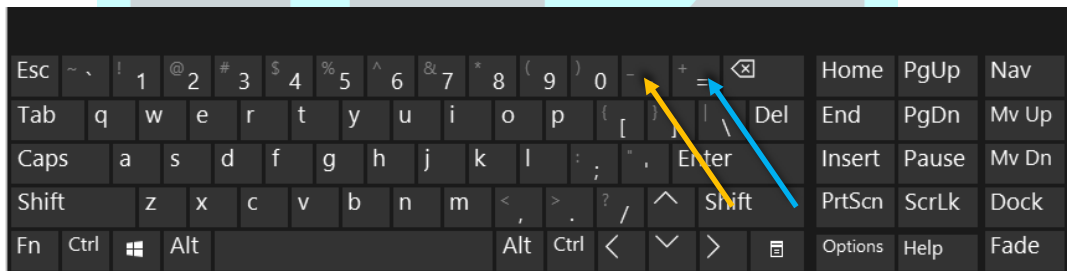 Esc ~ ` ! 1 @ 2 # 3 $ 4 % 5 ^ 6 & 7 * 8 ( 9 ) 0 _ + = Home PgUp Nav
Tab q w e r t y u i o p { [ } ] | \ Del End PgDn Mv Up
Caps a s d f g h j k l : ; " ' Enter Insert Pause Mv Dn
Shift z x c v b n m < , > . ? / Shift PrtScn ScrLk Dock
Fn Ctrl Alt Alt Ctrl Options Help Fade